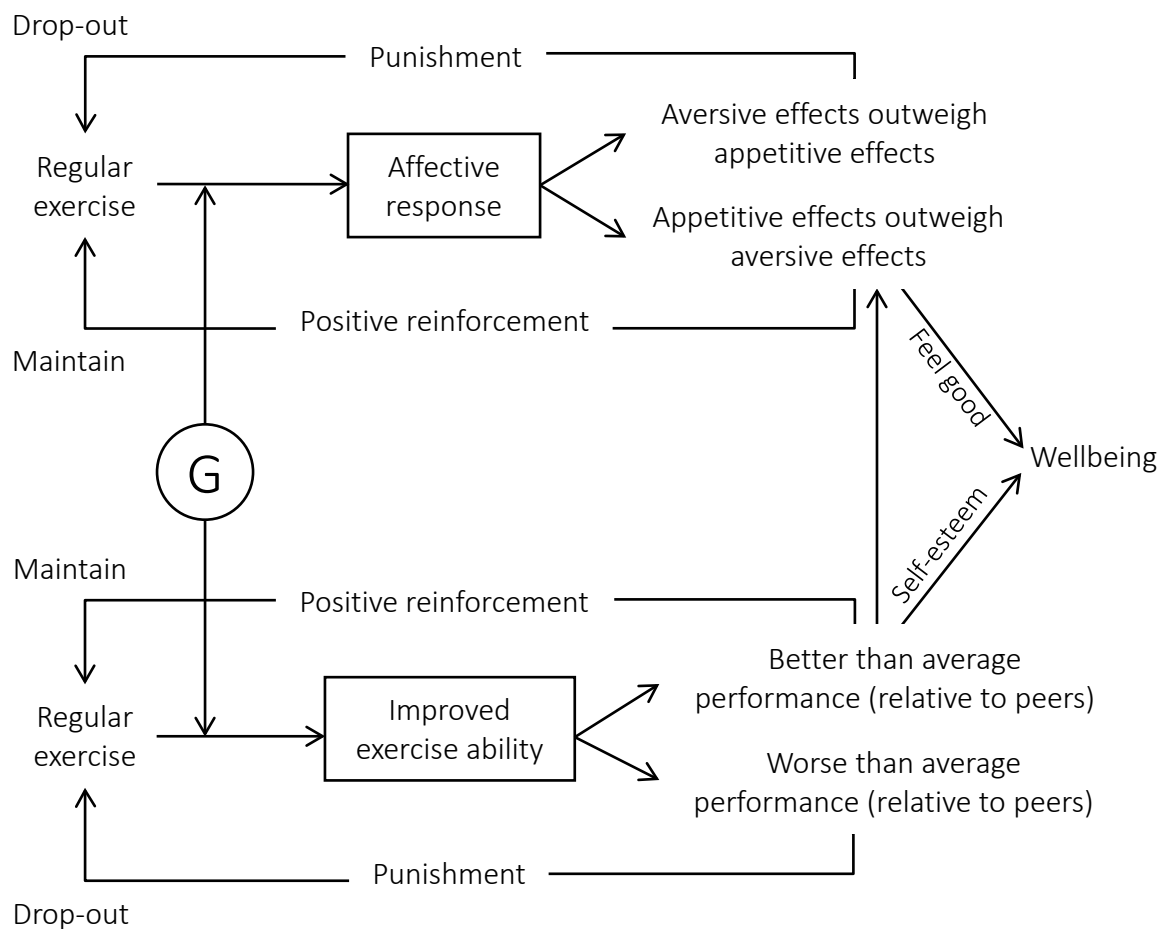 Drop-out
Punishment
Aversive effects outweigh
appetitive effects
Regular
exercise
Affective
response
Appetitive effects outweigh
aversive effects
Positive reinforcement
Maintain
Feel good
G
Wellbeing
Self-esteem
Maintain
Positive reinforcement
Better than average
performance (relative to peers)
Regular
exercise
Improved
exercise ability
Worse than average
performance (relative to peers)
Punishment
Drop-out